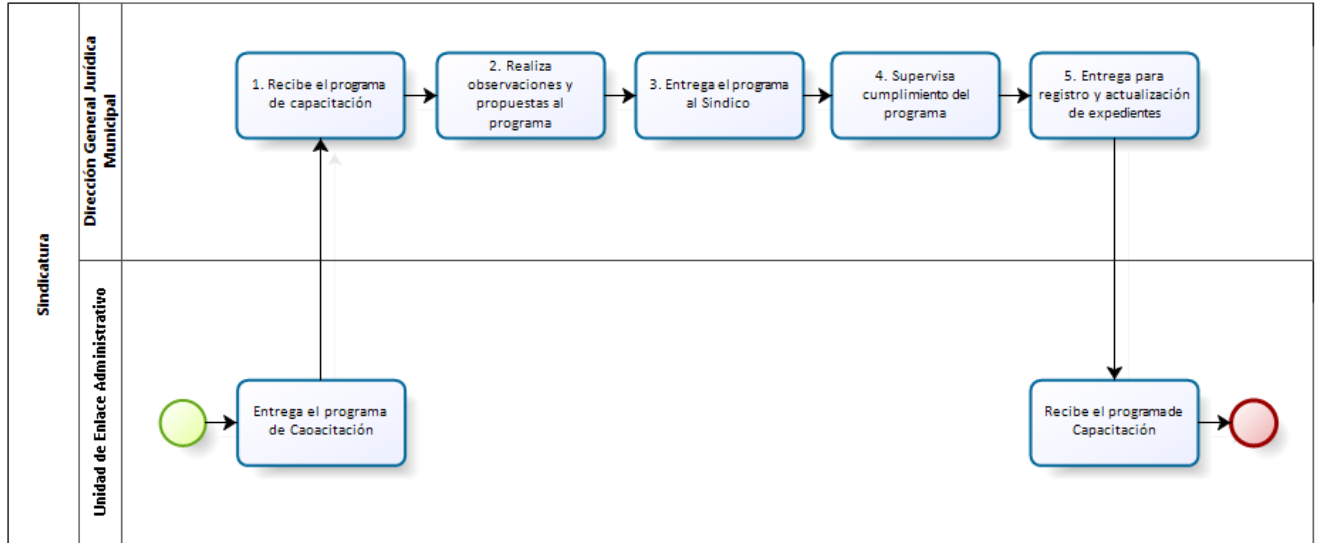 Sindicatura
Dirección General Jurídica
Municipal
1. Recibe el programa
de capacitación
2. Realiza
observaciones y
propuestas al
programa
3. Entrega el programa
al Sindico
4. Supervisa
cumplimiento del
programa
5. Entrega para
registro y actualización
de expedientes
Unidad de Enlace Administrativo
Entrega el programa
de Caoacitación
Recibe el programa de
Capacitación